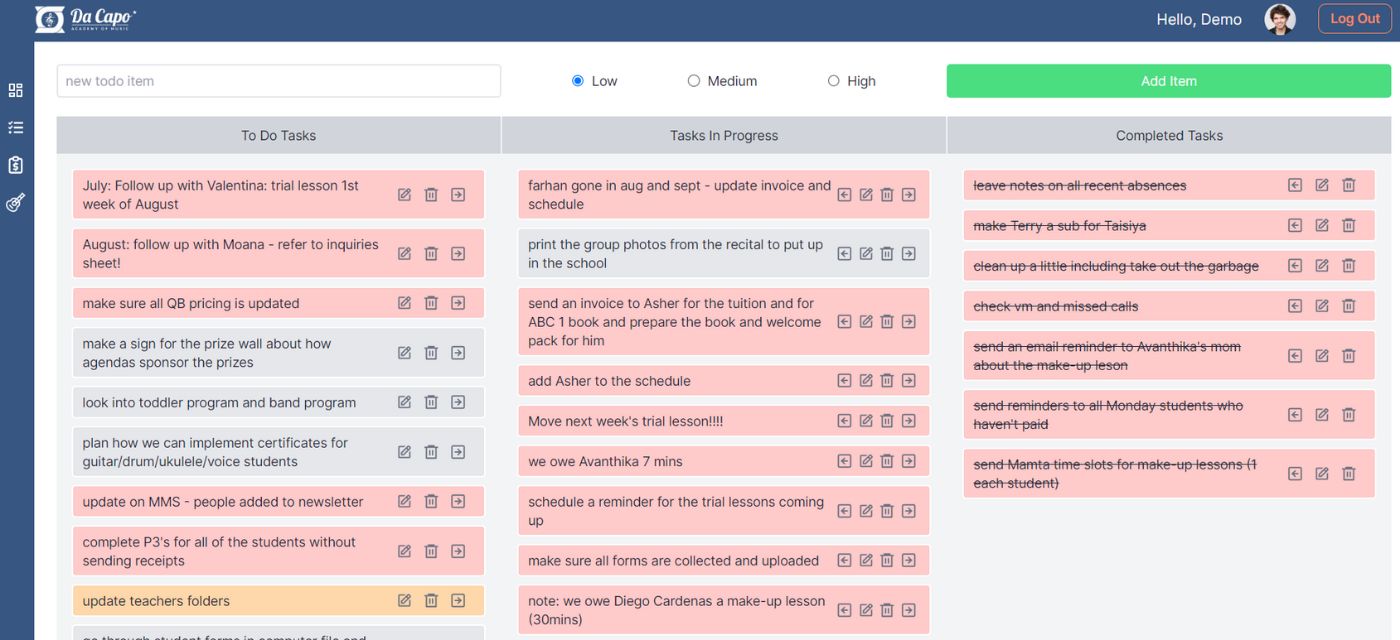 Da Capo
ACADEMY OF MUSIC
Hello, Demo
Log Out
new todo item
Low
Medium
High
Add Item
To Do Tasks
July: Follow up with Valentina: trial lesson 1st
week of August
August: follow up with Moana - refer to inquiries
sheet!
make sure all QB pricing is updated
make a sign for the prize wall about how
agendas sponsor the prizes
look into toddler program and band program
plan how we can implement certificates for
guitar/drum/ukulele/voice students
update on MMS - people added to newsletter
complete P3's for all of the students without
sending receipts
update teachers folders
go through student forms in computer file and
Tasks In Progress
farhan gone in aug and sept - update invoice and
schedule
print the group photos from the recital to put up
in the school
send an invoice to Asher for the tuition and for
ABC 1 book and prepare the book and welcome
pack for him
add Asher to the schedule
Move next week's trial lesson!!!!
we owe Avanthika 7 mins
schedule a reminder for the trial lessons coming
up
make sure all forms are collected and uploaded
note: we owe Diego Cardenas a make-up lesson
(30mins)
Completed Tasks
leave notes on all recent absences
make Terry a sub for Taisiya
clean up a little including take out the garbage
check vm and missed calls
send an email reminder to Avanthika's mom
about the make-up leson
send reminders to all Monday students who
haven't paid
send Mamta time slots for make-up lessons (1
each student)